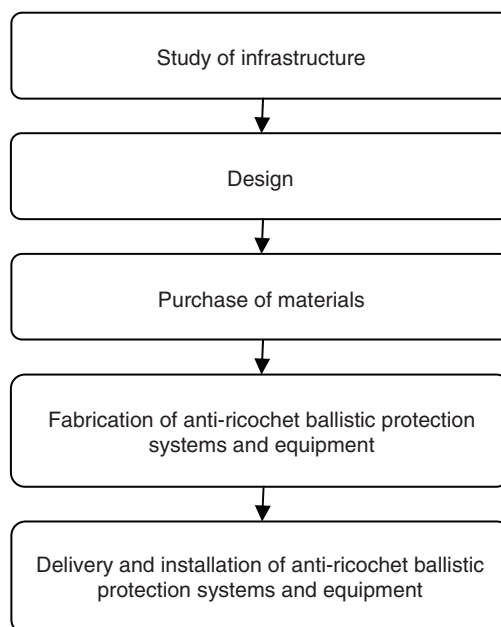 Study of infrastructure
Design
Purchase of materials
Fabrication of anti-ricochet ballistic protection
systems and equipment
Delivery and installation of anti-ricochet ballistic
protection systems and equipment